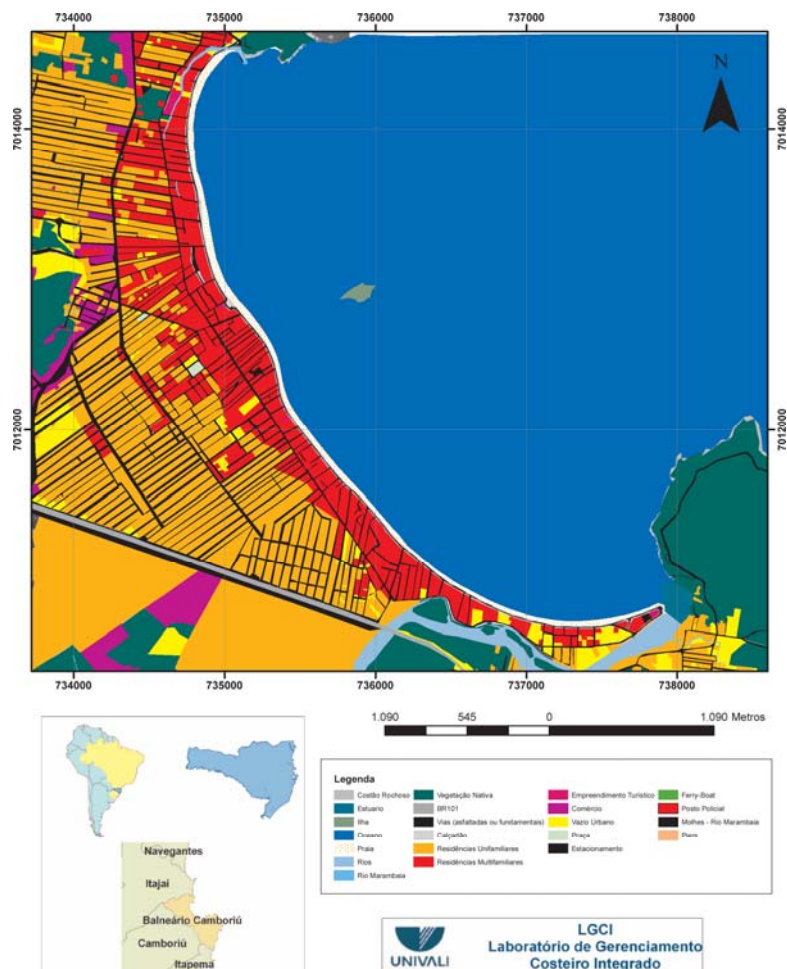 734000 735000 736000 737000 738000
N
7014000 7014000
7012000 7012000
734000 735000 736000 737000 738000
1.090 545 0 1.090 Metros
Legenda
Costão Rochoso
Estuario
Ilha
Oceano
Praia
Rios
Rio Marambaia
Vegetação Nativa
BR101
Vias (asfaltadas ou fundamentais)
Calçadão
Residências Unifamiliares
Residências Multifamiliares
Empreendimento Turístico
Comércio
Vazio Urbano
Praça
Estacionamento
Ferry-Boat
Posto Policial
Molhes - Rio Marambaia
Piers
Navegantes
Itajaí
Balneário Camboriú
Camboriú
Itapema
UNIVALI
LGCI
Laboratório de Gerenciamento
Costeiro Integrado